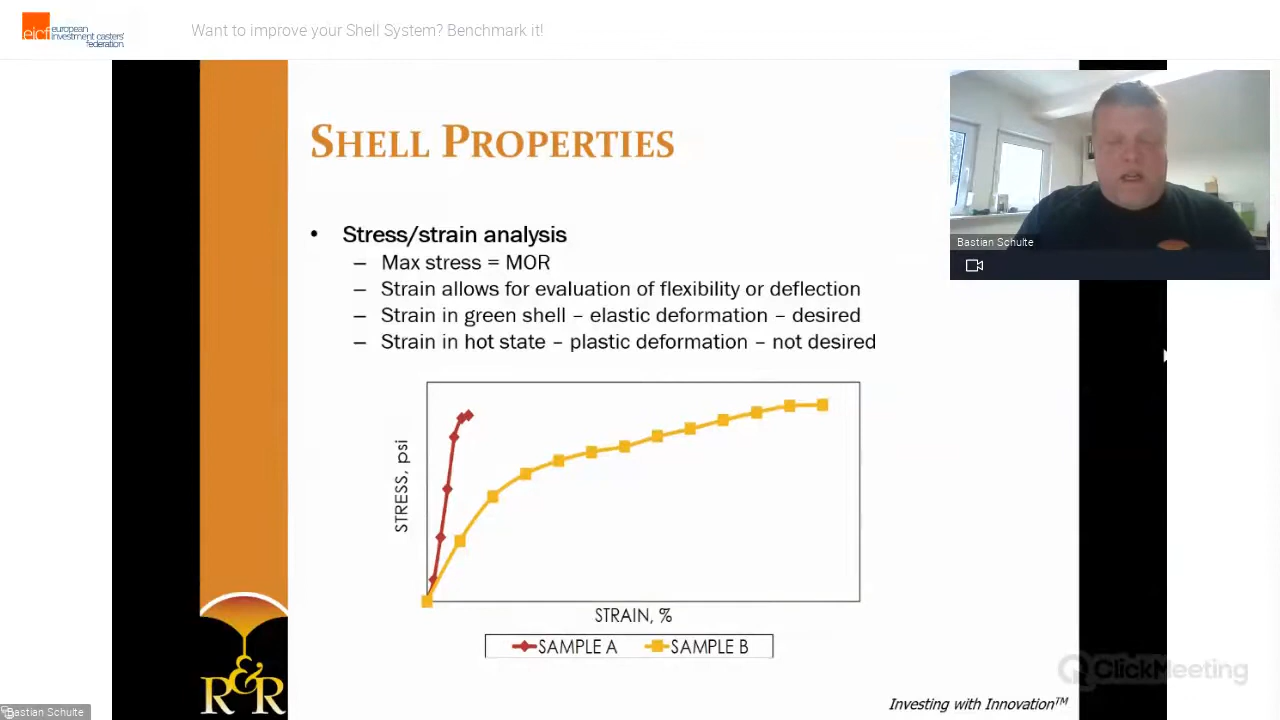 eicf european
investment casters'
federation.
Want to improve your Shell System? Benchmark it!
SHELL PROPERTIES
• Stress/strain analysis
– Max stress = MOR
– Strain allows for evaluation of flexibility or deflection
– Strain in green shell – elastic deformation – desired
– Strain in hot state – plastic deformation – not desired
STRESS, psi
STRAIN, %
SAMPLE A SAMPLE B
Bastian Schulte
ClickMeeting
R&R
Investing with Innovation™
Bastian Schulte